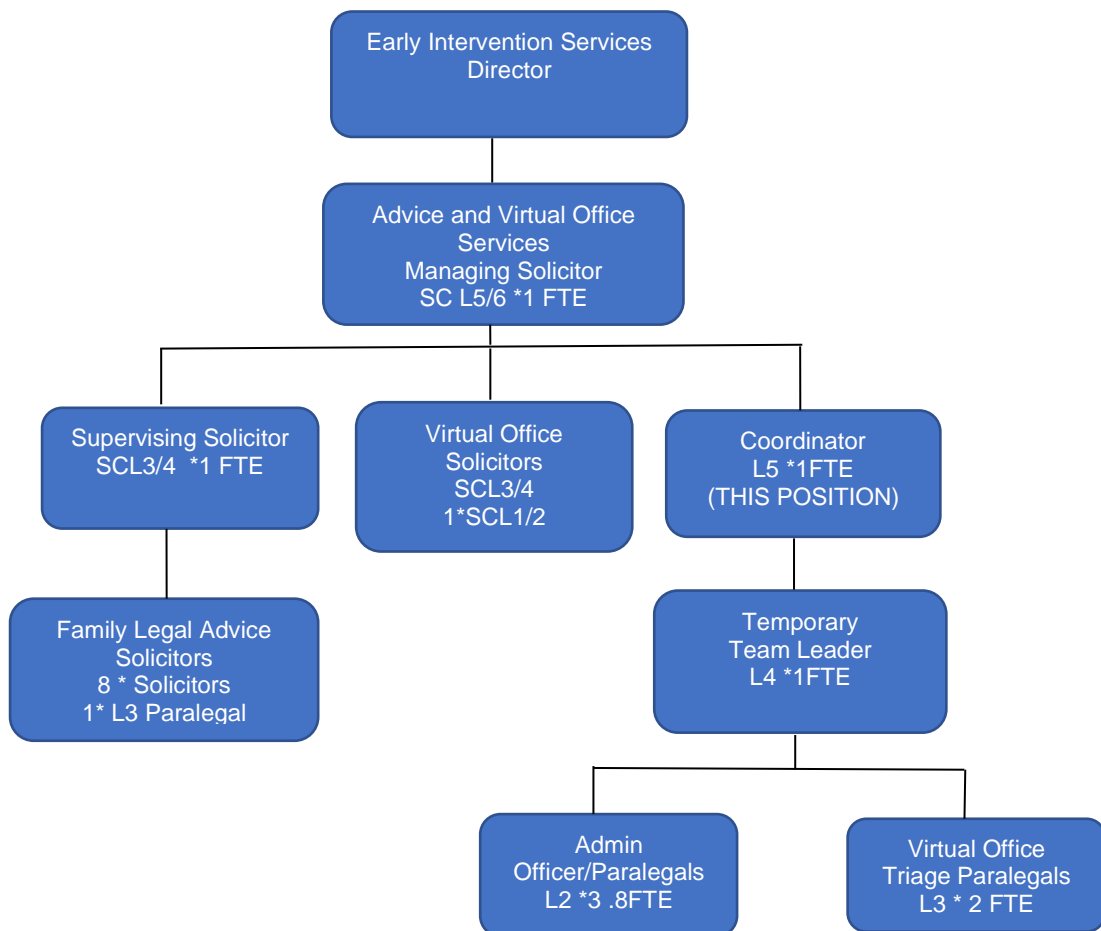 Early Intervention Services
Director
Advice and Virtual Office
Services
Managing Solicitor
SC L5/6 *1 FTE
Supervising Solicitor
SCL3/4 *1 FTE
Virtual Office
Solicitors
SCL3/4
1*SCL1/2
Coordinator
L5 *1FTE
(THIS POSITION)
Family Legal Advice
Solicitors
8 * Solicitors
1* L3 Paralegal
Temporary
Team Leader
L4 *1FTE
Admin
Officer/Paralegals
L2 *3 .8FTE
Virtual Office
Triage Paralegals
L3 * 2 FTE